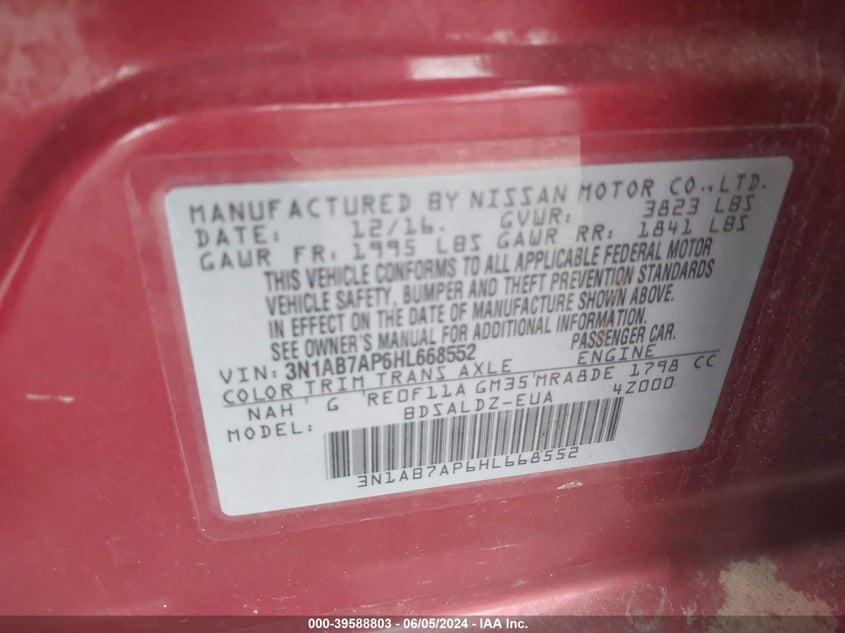 MANUFACTURED BY NISSAN MOTOR CO.,LTD.
DATE: 12/16. GVWR: 3823 LBS
GAWR FR: 1995 LBS GAWR RR: 1841 LBS
THIS VEHICLE CONFORMS TO ALL APPLICABLE FEDERAL MOTOR
VEHICLE SAFETY, BUMPER AND THEFT PREVENTION STANDARDS
IN EFFECT ON THE DATE OF MANUFACTURE SHOWN ABOVE.
SEE OWNER'S MANUAL FOR ADDITIONAL INFORMATION.
VIN: 3N1AB7AP6HL668552 PASSENGER CAR.
COLOR TRIM TRANS AXLE ENGINE
NAH ' G 'RE0F11A GM35'MRA8DE 1798 CC
MODEL: BDSALDZ-EUA 4Z000
3N1AB7AP6HL668552
000-39588803 / 06/05/2024 - IAA Inc.